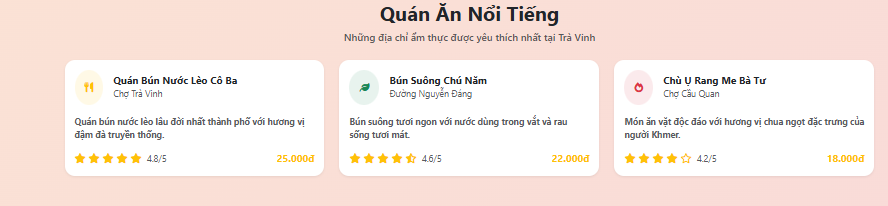 Quán Ăn Nổi Tiếng
Những địa chỉ ẩm thực được yêu thích nhất tại Trà Vinh
Quán Bún Nước Lèo Cô Ba
Chợ Trà Vinh
Quán bún nước lèo lâu đời nhất thành phố với hương vị
đậm đà truyền thống.
4.8/5
25.000đ
Bún Suông Chú Năm
Đường Nguyễn Đáng
Bún suông tươi ngon với nước dùng trong vắt và rau
sống tươi mát.
4.6/5
22.000đ
Chù Ụ Rang Me Bà Tư
Chợ Cầu Quan
Món ăn vặt độc đáo với hương vị chua ngọt đặc trưng của
người Khmer.
4.2/5
18.000đ